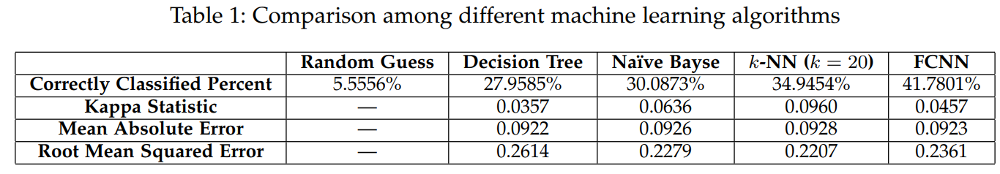 Table 1: Comparison among different machine learning algorithms
Random Guess Decision Tree Naïve Bayse k-NN (k = 20) FCNN
Correctly Classified Percent 5.5556% 27.9585% 30.0873% 34.9454% 41.7801%
Kappa Statistic — 0.0357 0.0636 0.0960 0.0457
Mean Absolute Error — 0.0922 0.0926 0.0928 0.0923
Root Mean Squared Error — 0.2614 0.2279 0.2207 0.2361